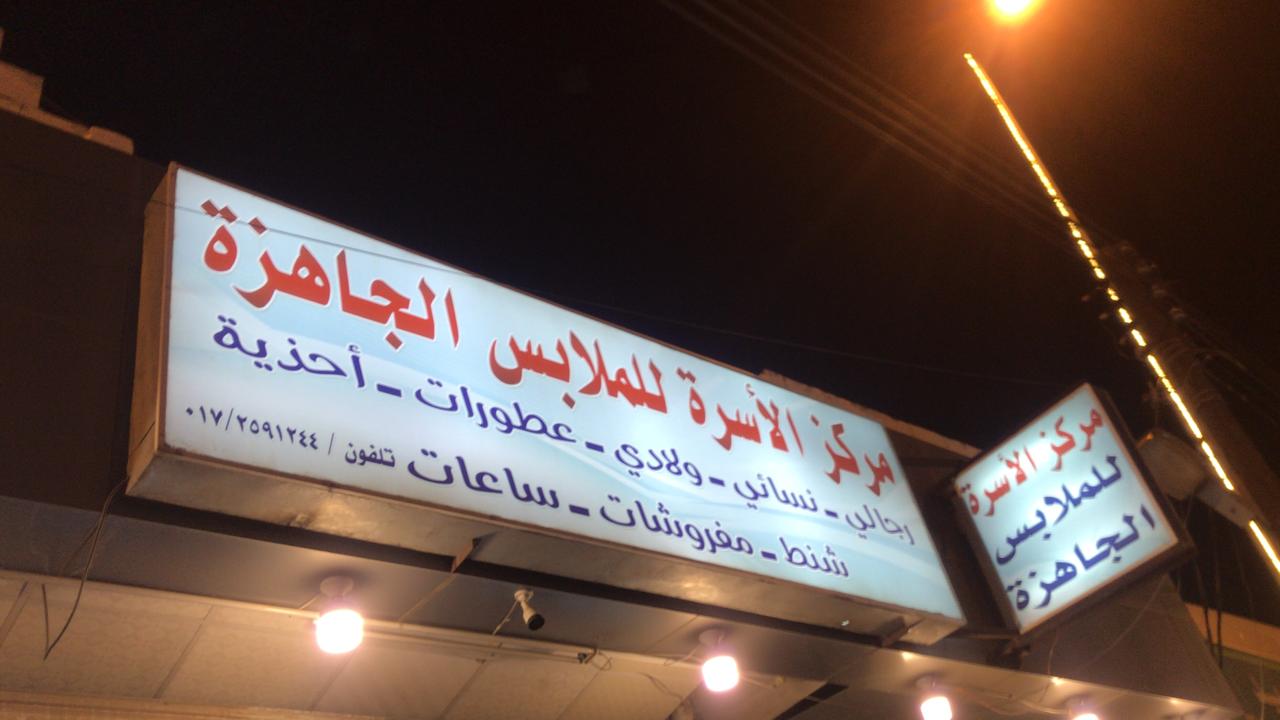 مركز الأسرة للملابس الجاهزة
رجالي - نسائي - ولادي - عطورات - أحذية
شنط - مفروشات - ساعات تلفون / ٠١٧/٢٥٩١٢٤٤
مركز الأسرة
للملابس
الجاهزة